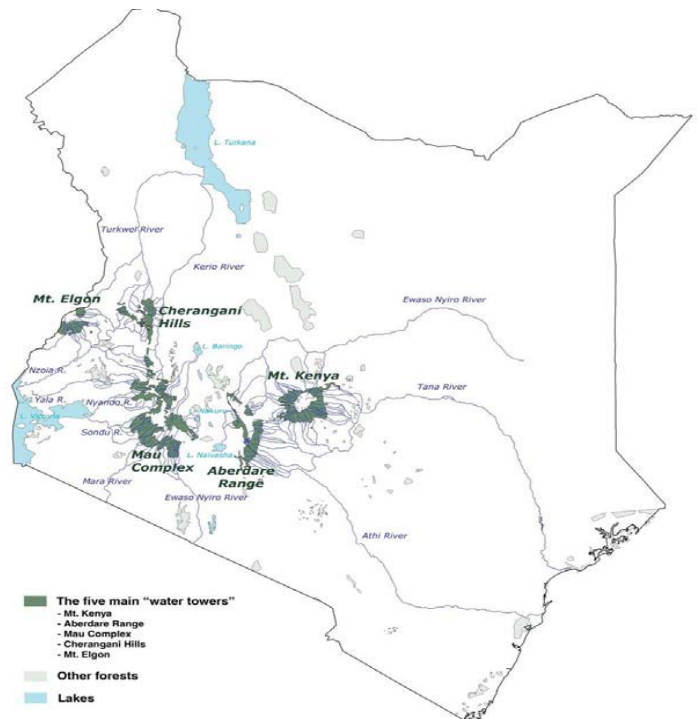 L. Turkana
Turkwel River
Kerio River
Mt. Elgon
Cherangani
Hills
Ewaso Nyiro River
L. Baringo
Nzoia R.
Mt. Kenya
Tana River
Yala R.
Nyando R.
L. Victoria
L. Nakuru
Sondu R.
Mau
Complex
L. Naivasha
Aberdare
Range
Mara River
Ewaso Nyiro River
Athi River
The five main “water towers”
- Mt. Kenya
- Aberdare Range
- Mau Complex
- Cherangani Hills
- Mt. Elgon
Other forests
Lakes